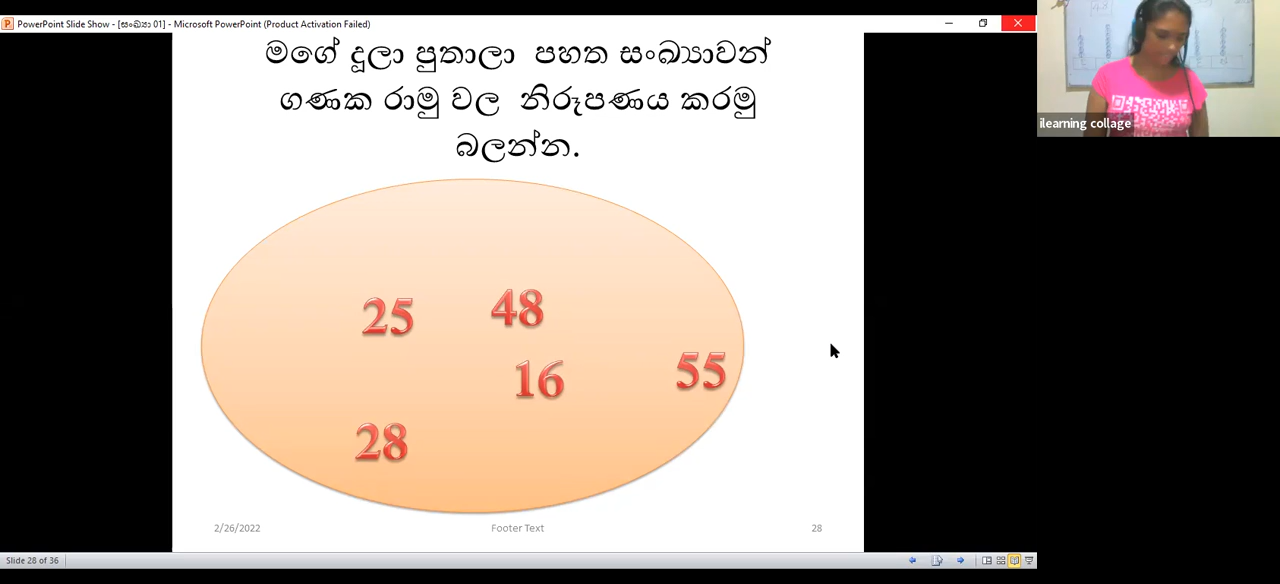 PowerPoint Slide Show - [සංඛ්‍යා 01] - Microsoft PowerPoint (Product Activation Failed)
මගේ දූලා පුතාලා පහත සංඛ්‍යාවන්
ගණක රාමු වල නිරූපණය කරමු
බලන්න.
25 48
16 55
28
2/26/2022 Footer Text 28
Slide 28 of 36
ilearning collage